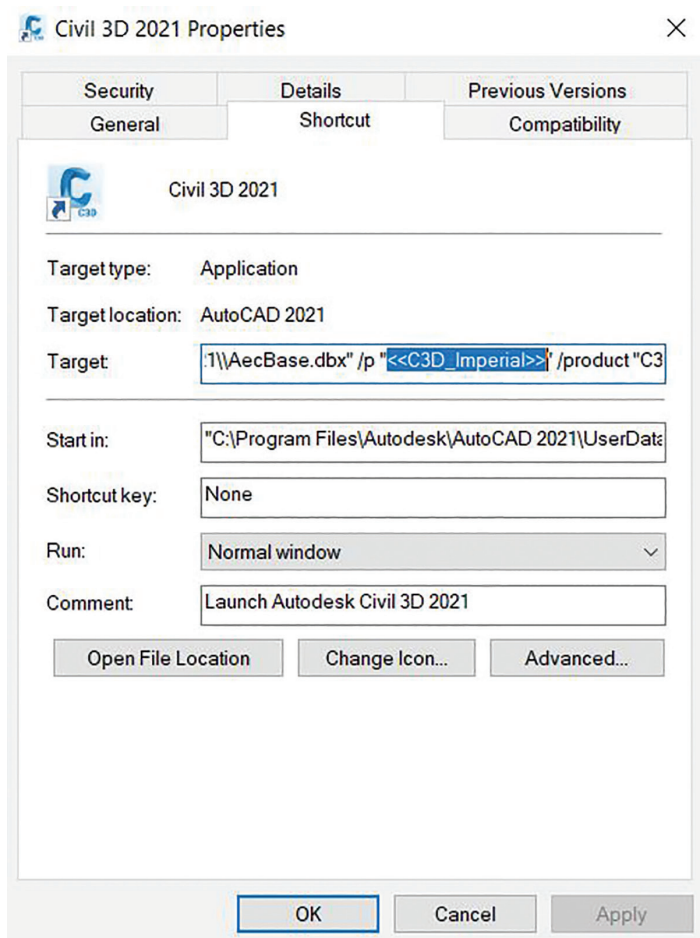 Civil 3D 2021 Properties
Security Details Previous Versions
General Shortcut Compatibility
C3D
Civil 3D 2021
Target type: Application
Target location: AutoCAD 2021
Target: 1\\AecBase.dbx" /p "<<C3D_Imperial>>" /product "C3
Start in: "C:\Program Files\Autodesk\AutoCAD 2021\UserData
Shortcut key: None
Run: Normal window
Comment: Launch Autodesk Civil 3D 2021
Open File Location Change Icon... Advanced...
OK Cancel Apply